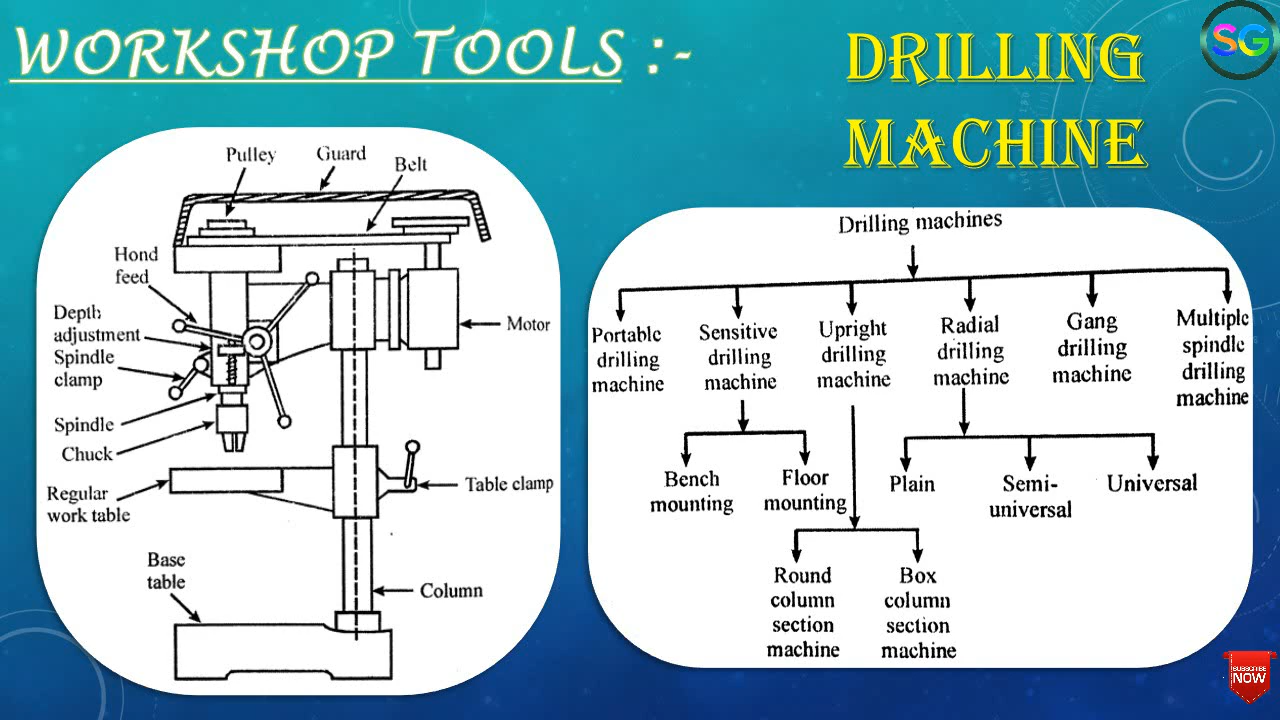 WORKSHOP TOOLS :-
DRILLING
MACHINE
SG
Pulley
Guard
Belt
Hond
feed
Depth
adjustment
Spindle
clamp
Spindle
Chuck
Regular
work table
Base
table
Motor
Table clamp
Column
Drilling machines
Portable
drilling
machine
Sensitive
drilling
machine
Upright
drilling
machine
Radial
drilling
machine
Gang
drilling
machine
Multiple
spindle
drilling
machine
Bench
mounting
Floor
mounting
Plain
Semi-
universal
Universal
Round
column
section
machine
Box
column
section
machine
SUBSCRIBE
NOW